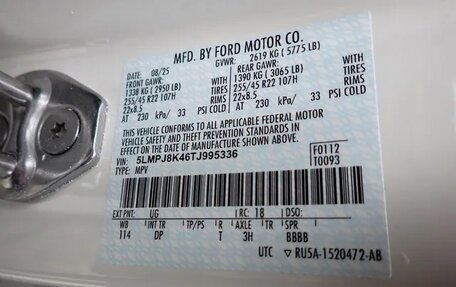 MFD. BY FORD MOTOR CO.
DATE: 08/25 GVWR: 2619 KG ( 5775 LB)
FRONT GAWR: REAR GAWR:
1338 KG ( 2950 LB) WITH 1390 KG ( 3065 LB) WITH
255/45 R22 107H TIRES 255/45 R22 107H TIRES
22x8.5 RIMS 22x8.5 RIMS
AT 230 kPa/ 33 PSI COLD AT 230 kPa/ 33 PSI COLD
THIS VEHICLE CONFORMS TO ALL APPLICABLE FEDERAL MOTOR
VEHICLE SAFETY AND THEFT PREVENTION STANDARDS IN
EFFECT ON THE DATE OF MANUFACTURE SHOWN ABOVE.
VIN: 5LMPJ8K46TJ995336 F0112
TYPE: MPV T0093
EXT PNT: UG RC: 18 DSO:
WB INT TR TP/PS R AXLE TR SPR
114 DP T 3H BBBB
UTC ▽ RU5A-1520472-AB